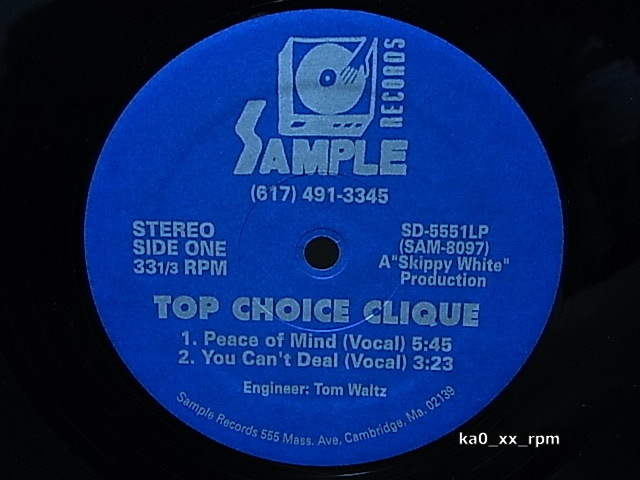 SAMPLE
RECORDS
(617) 491-3345
STEREO
SIDE ONE
33 1/3 RPM
SD-5551LP
(SAM-8097)
A"Skippy White"
Production
TOP CHOICE CLIQUE
1. Peace of Mind (Vocal) 5:45
2. You Can't Deal (Vocal) 3:23
Engineer: Tom Waltz
Sample Records 555 Mass. Ave, Cambridge, Ma. 02139
ka0_xx_rpm